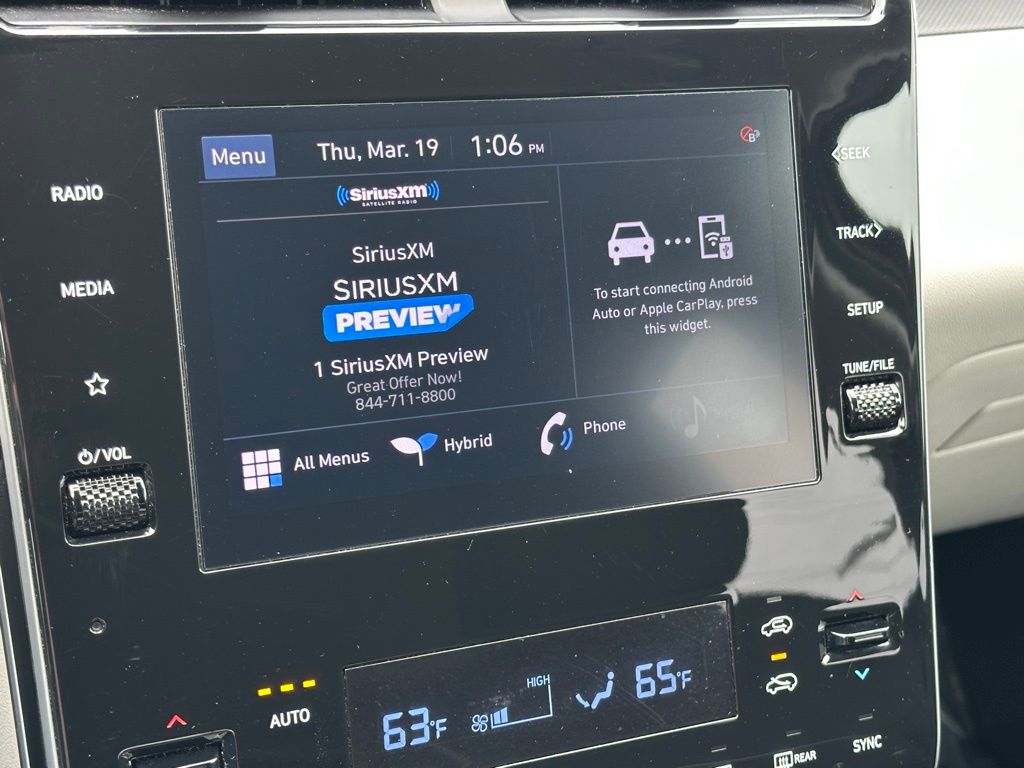 Menu
Thu, Mar. 19
1:06 PM
B
((SiriusXM))
SATELLITE RADIO
SiriusXM
SIRIUSXM
PREVIEW
1 SiriusXM Preview
Great Offer Now!
844-711-8800
To start connecting Android
Auto or Apple CarPlay, press
this widget.
All Menus
Hybrid
Phone
RADIO
MEDIA
/VOL
SEEK
TRACK
SETUP
TUNE/FILE
AUTO
63°F
HIGH
65°F
REAR
SYNC